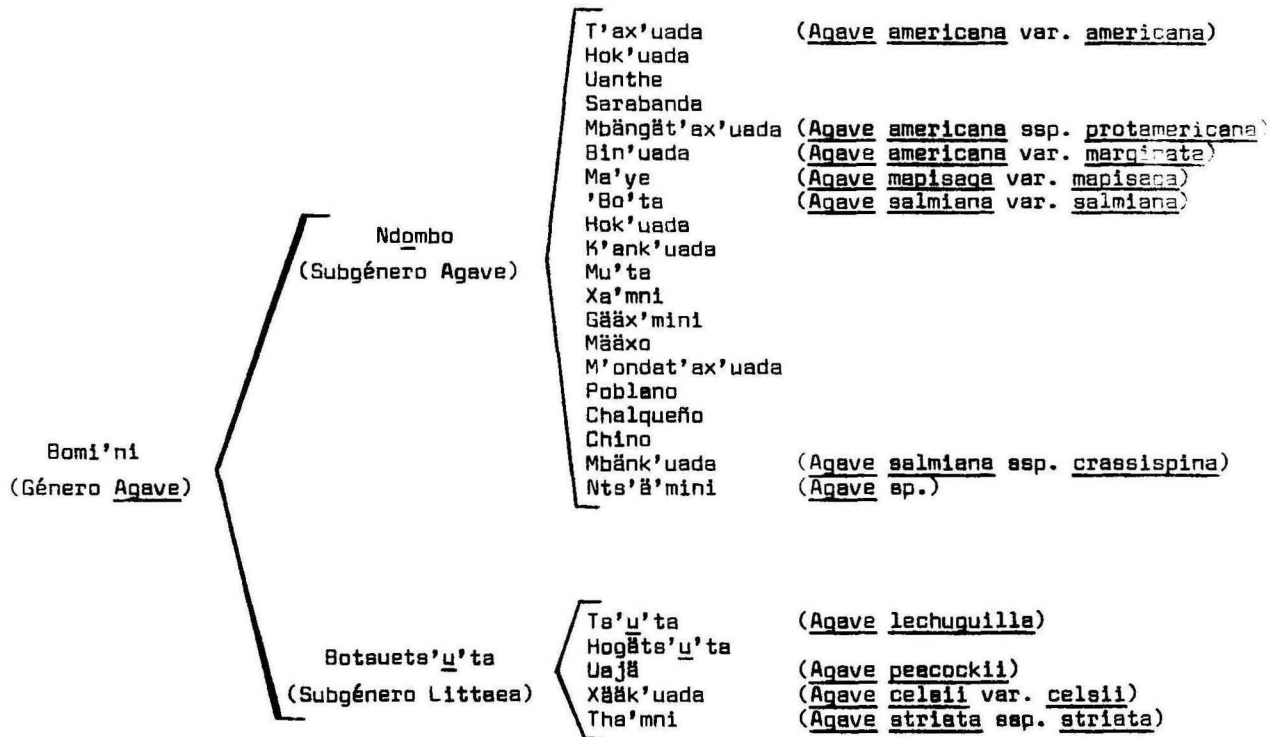 T'ax'uada (Agave americana var. americana)
Hok'uada
Uanthe
Sarabanda
Mbängät'ax'uada (Agave americana ssp. protamericana)
Bin'uada (Agave americana var. marginata)
Ma'ye (Agave mapisaga var. mapisaga)
'Bo'ta (Agave salmiana var. salmiana)
Hok'uada
K'ank'uada
Mu'ta
Xa'mni
Gääx'mini
Määxo
M'ondat'ax'uada
Poblano
Chalqueño
Chino
Mbänk'uada (Agave salmiana ssp. crassispina)
Nts'ä'mini (Agave sp.)
Ndombo
(Subgénero Agave)
Bomi'ni
(Género Agave)
Botsuets'u'ta
(Subgénero Littaea)
Ts'u'ta (Agave lechuguilla)
Hogäts'u'ta
Uajä (Agave peacockii)
Xääk'uada (Agave celsii var. celsii)
Tha'mni (Agave striata ssp. striata)